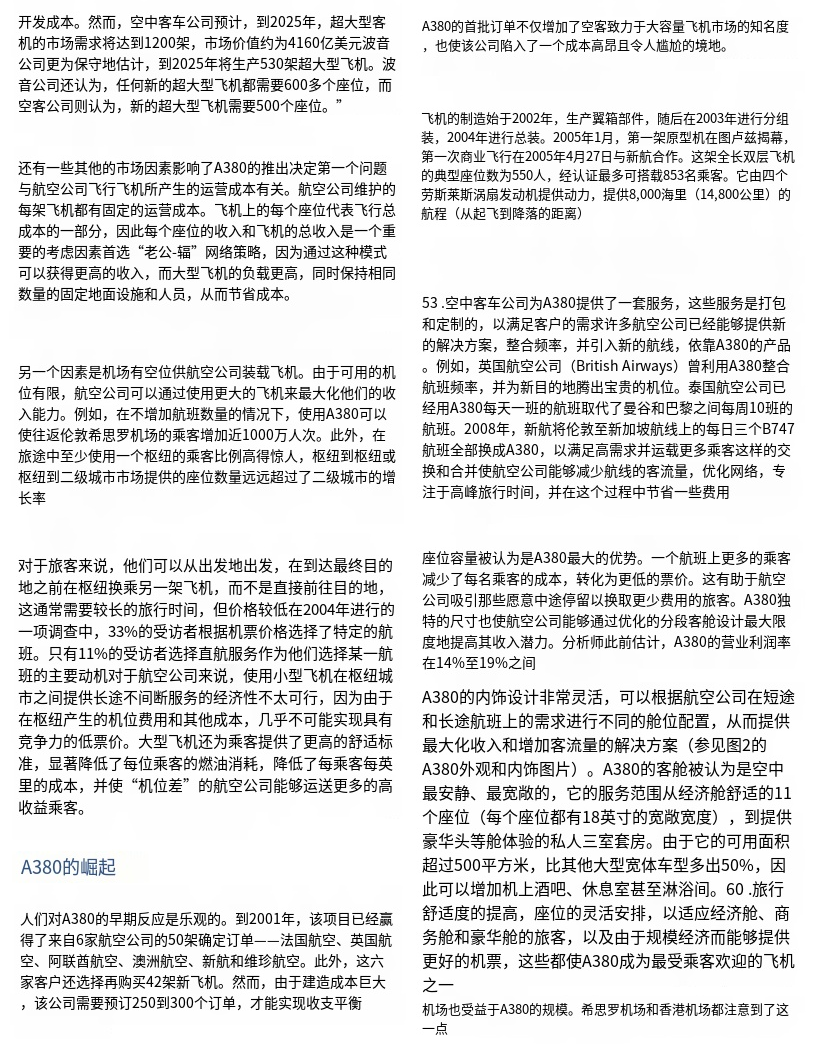 开发成本。然而，空中客车公司预计，到2025年，超大型客
机的市场需求将达到1200架，市场价值约为4160亿美元波音
公司更为保守地估计，到2025年将生产530架超大型飞机。波
音公司还认为，任何新的超大型飞机都需要600多个座位，而
空客公司则认为，新的超大型飞机需要500个座位。”
还有一些其他的市场因素影响了A380的推出决定第一个问题
与航空公司飞行飞机所产生的运营成本有关。航空公司维护的
每架飞机都有固定的运营成本。飞机上的每个座位代表飞行总
成本的一部分，因此每个座位的收入和飞机的总收入是一个重
要的考虑因素首选“老公-辐”网络策略，因为通过这种模式
可以获得更高的收入，而大型飞机的负载更高，同时保持相同
数量的固定地面设施和人员，从而节省成本。
另一个因素是机场有空位供航空公司装载飞机。由于可用的机
位有限，航空公司可以通过使用更大的飞机来最大化他们的收
入能力。例如，在不增加航班数量的情况下，使用A380可以
使往返伦敦希思罗机场的乘客增加近1000万人次。此外，在
旅途中至少使用一个枢纽的乘客比例高得惊人，枢纽到枢纽或
枢纽到二级城市市场提供的座位数量远远超过了二级城市的增
长率
对于旅客来说，他们可以从出发地出发，在到达最终目的
地之前在枢纽换乘另一架飞机，而不是直接前往目的地，
这通常需要较长的旅行时间，但价格较低在2004年进行的
一项调查中，33%的受访者根据机票价格选择了特定的航
班。只有11%的受访者选择直航服务作为他们选择某一航
班的主要动机对于航空公司来说，使用小型飞机在枢纽城
市之间提供长途不间断服务的经济性不太可行，因为由于
在枢纽产生的机位费用和其他成本，几乎不可能实现具有
竞争力的低票价。大型飞机还为乘客提供了更高的舒适标
准，显著降低了每位乘客的燃油消耗，降低了每乘客每英
里的成本，并使“机位差”的航空公司能够运送更多的高
收益乘客。
A380的崛起
人们对A380的早期反应是乐观的。到2001年，该项目已经赢
得了来自6家航空公司的50架确定订单——法国航空、英国航
空、阿联酋航空、澳洲航空、新航和维珍航空。此外，这六
家客户还选择再购买42架新飞机。然而，由于建造成本巨大
，该公司需要预订250到300个订单，才能实现收支平衡
A380的首批订单不仅增加了空客致力于大容量飞机市场的知名度
，也使该公司陷入了一个成本高昂且令人尴尬的境地。
飞机的制造始于2002年，生产翼箱部件，随后在2003年进行分组
装，2004年进行总装。2005年1月，第一架原型机在图卢兹揭幕，
第一次商业飞行在2005年4月27日与新航合作。这架全长双层飞机
的典型座位数为550人，经认证最多可搭载853名乘客。它由四个
劳斯莱斯涡扇发动机提供动力，提供8,000海里（14,800公里）的
航程（从起飞到降落的距离）
53 .空中客车公司为A380提供了一套服务，这些服务是打包
和定制的，以满足客户的需求许多航空公司已经能够提供新
的解决方案，整合频率，并引入新的航线，依靠A380的产品
。例如，英国航空公司（British Airways）曾利用A380整合
航班频率，并为新目的地腾出宝贵的机位。泰国航空公司已
经用A380每天一班的航班取代了曼谷和巴黎之间每周10班的
航班。2008年，新航将伦敦至新加坡航线上的每日三个B747
航班全部换成A380，以满足高需求并运载更多乘客这样的交
换和合并使航空公司能够减少航线的客流量，优化网络，专
注于高峰旅行时间，并在这个过程中节省一些费用
座位容量被认为是A380最大的优势。一个航班上更多的乘客
减少了每名乘客的成本，转化为更低的票价。这有助于航空
公司吸引那些愿意中途停留以换取更少费用的旅客。A380独
特的尺寸也使航空公司能够通过优化的分段客舱设计最大限
度地提高其收入潜力。分析师此前估计，A380的营业利润率
在14%至19%之间
A380的内饰设计非常灵活，可以根据航空公司在短途
和长途航班上的需求进行不同的舱位配置，从而提供
最大化收入和增加客流量的解决方案（参见图2的
A380外观和内饰图片）。A380的客舱被认为是空中
最安静、最宽敞的，它的服务范围从经济舱舒适的11
个座位（每个座位都有18英寸的宽敞宽度），到提供
豪华头等舱体验的私人三室套房。由于它的可用面积
超过500平方米，比其他大型宽体车型多出50%，因
此可以增加机上酒吧、休息室甚至淋浴间。60 .旅行
舒适度的提高，座位的灵活安排，以适应经济舱、商
务舱和豪华舱的旅客，以及由于规模经济而能够提供
更好的机票，这些都使A380成为最受乘客欢迎的飞机
之一
机场也受益于A380的规模。希思罗机场和香港机场都注意到了这
一点